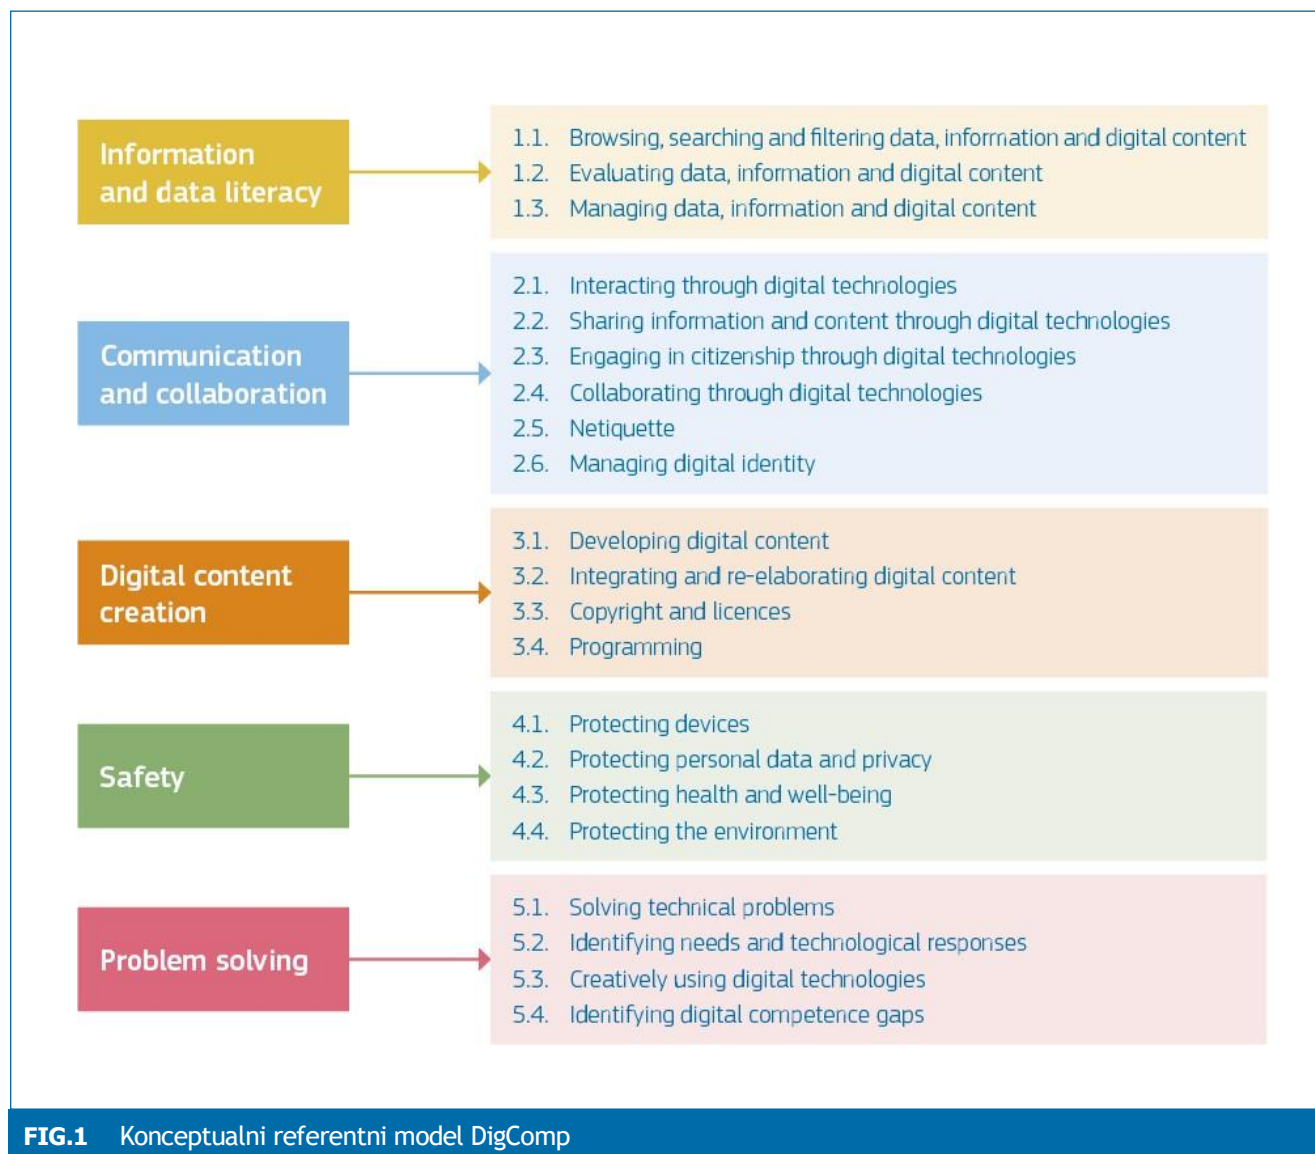 Information
and data literacy
1.1. Browsing, searching and filtering data, information and digital content
1.2. Evaluating data, information and digital content
1.3. Managing data, information and digital content
Communication
and collaboration
2.1. Interacting through digital technologies
2.2. Sharing information and content through digital technologies
2.3. Engaging in citizenship through digital technologies
2.4. Collaborating through digital technologies
2.5. Netiquette
2.6. Managing digital identity
Digital content
creation
3.1. Developing digital content
3.2. Integrating and re-elaborating digital content
3.3. Copyright and licences
3.4. Programming
Safety
4.1. Protecting devices
4.2. Protecting personal data and privacy
4.3. Protecting health and well-being
4.4. Protecting the environment
Problem solving
5.1. Solving technical problems
5.2. Identifying needs and technological responses
5.3. Creatively using digital technologies
5.4. Identifying digital competence gaps
FIG.1 Konceptualni referentni model DigComp